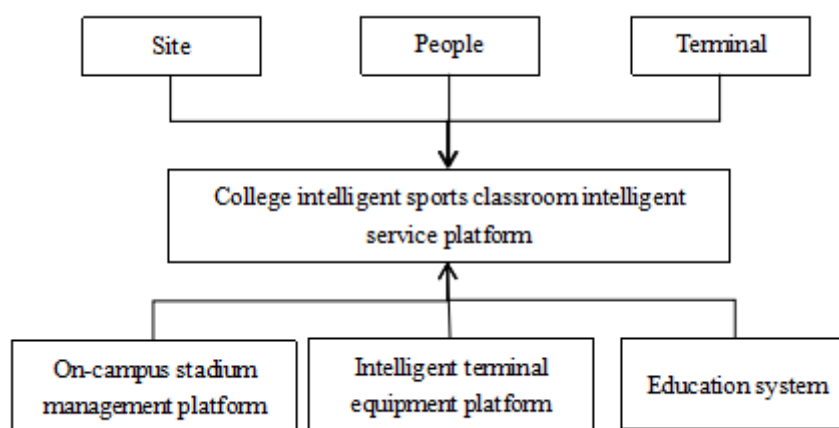 Site
People
Terminal
College intelligent sports classroom intelligent
service platform
On-campus stadium
management platform
Intelligent terminal
equipment platform
Education system